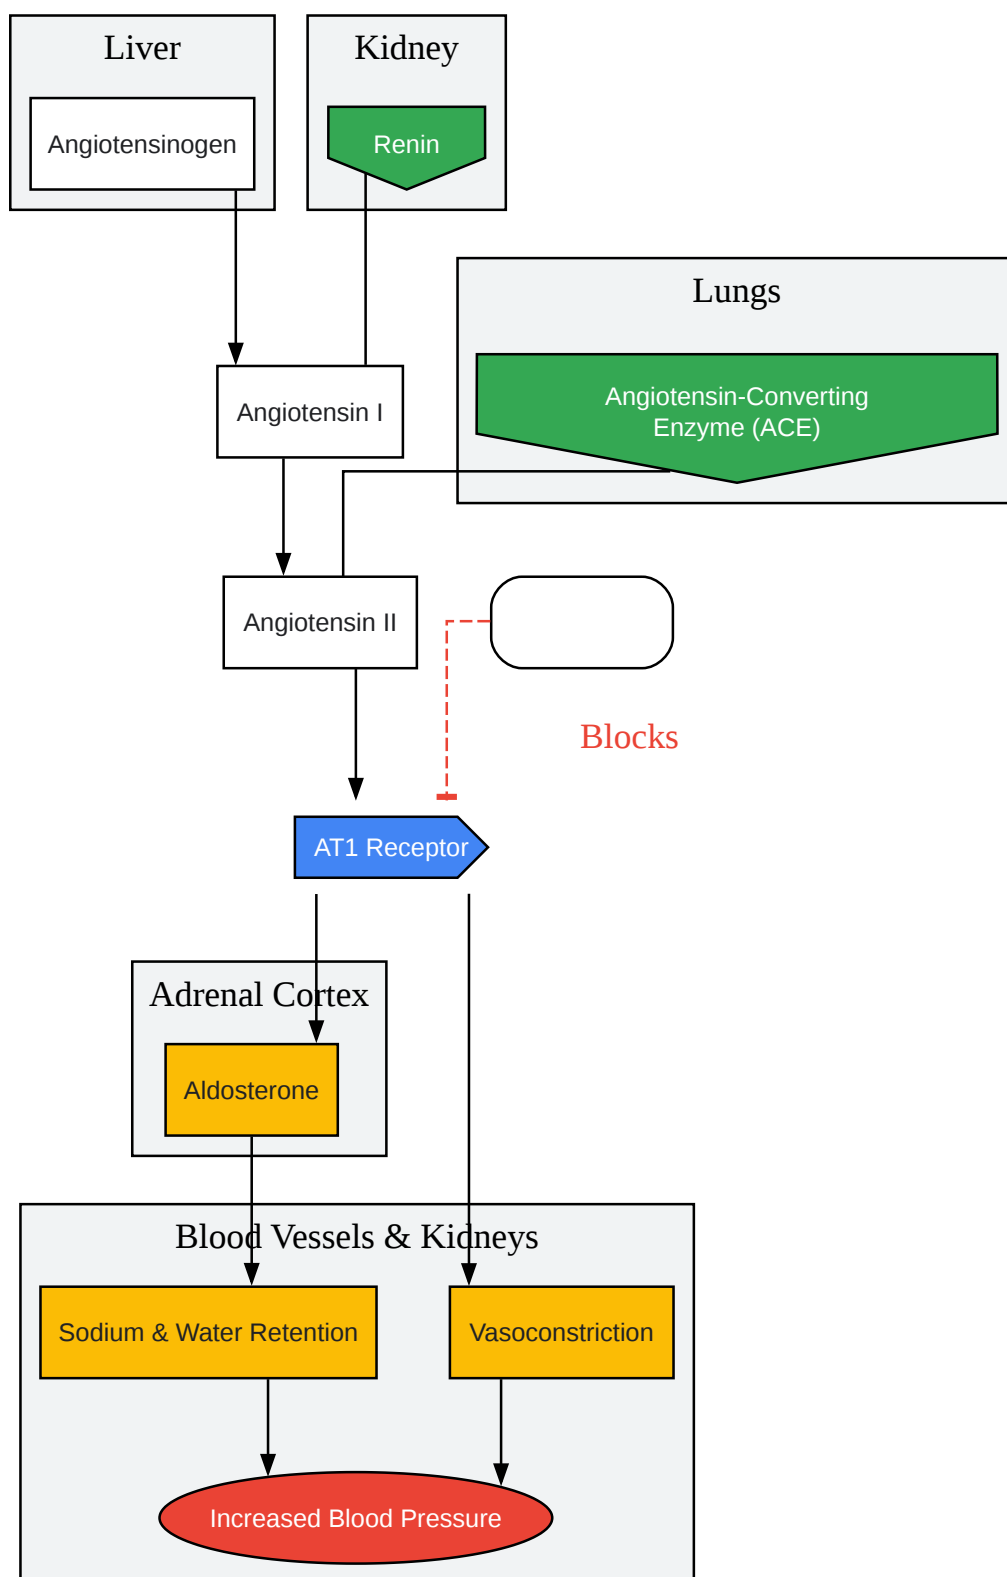 Liver
Kidney
Angiotensinogen
Renin
Lungs
Angiotensin-Converting
Enzyme (ACE)
Angiotensin I
Angiotensin II
Blocks
AT1 Receptor
Adrenal Cortex
Aldosterone
Blood Vessels & Kidneys
Sodium & Water Retention
Vasoconstriction
Increased Blood Pressure